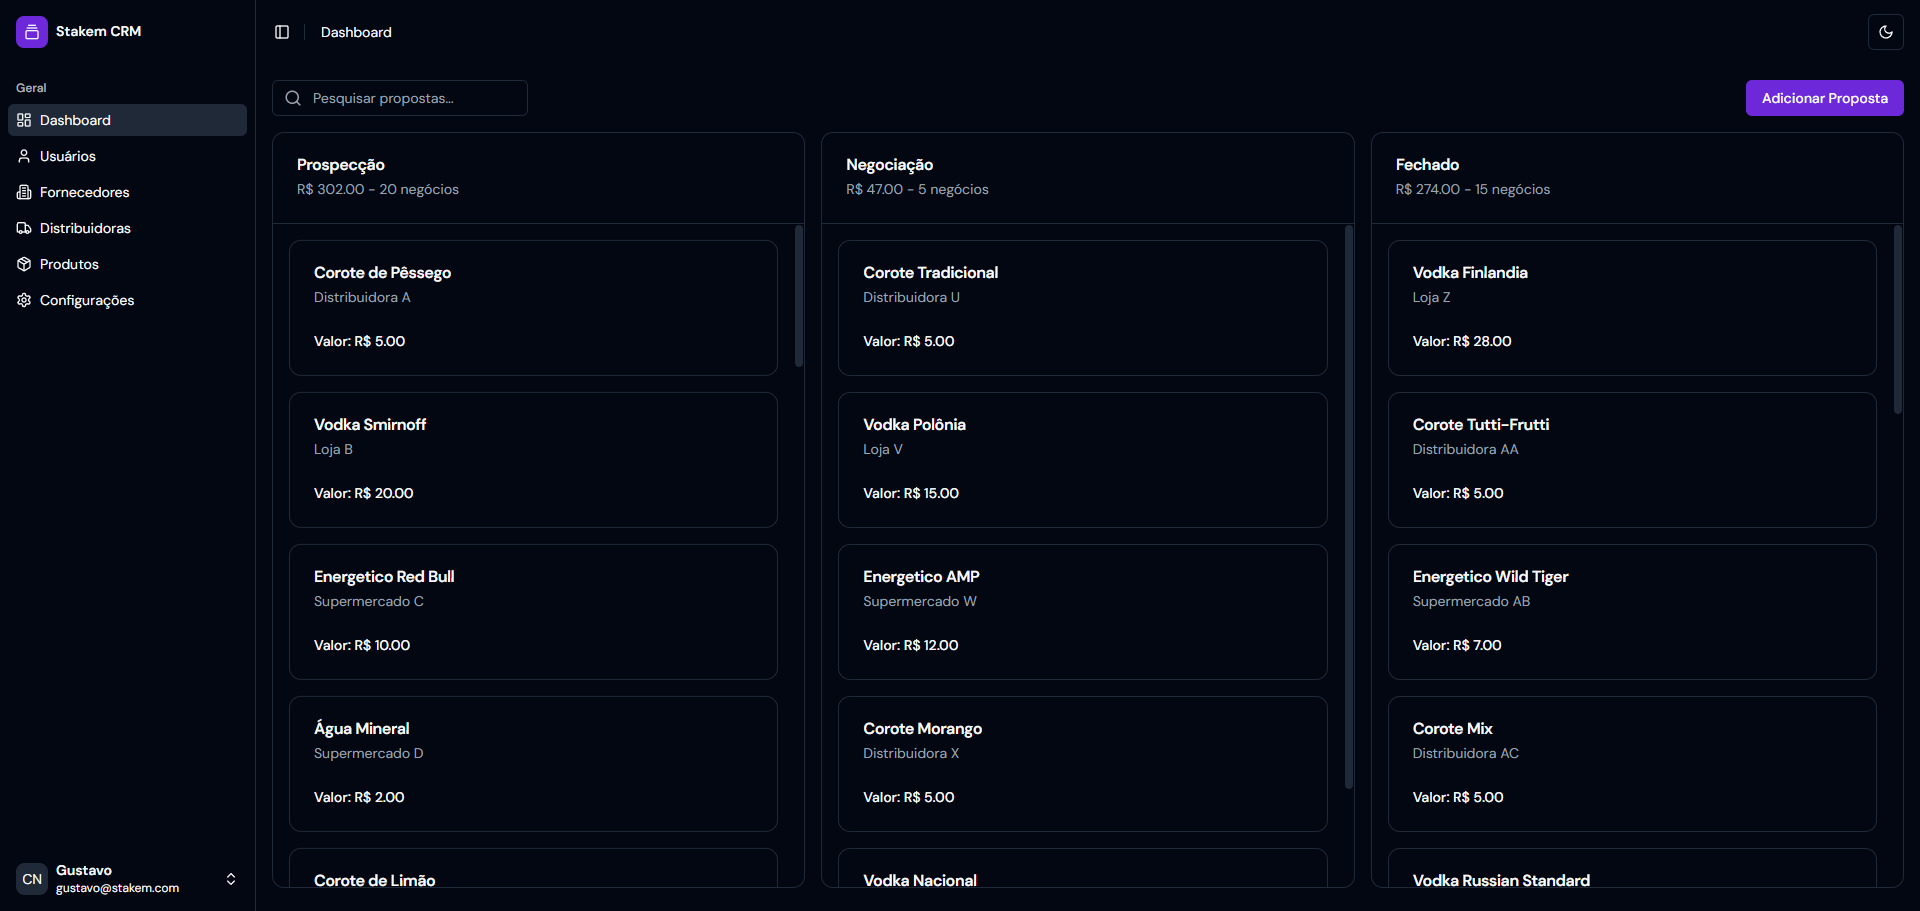 Stakem CRM
Geral
Dashboard
Usuários
Fornecedores
Distribuidoras
Produtos
Configurações
CN
Gustavo
gustavo@stakem.com
Dashboard
Pesquisar propostas...
Adicionar Proposta
Prospecção
R$ 302.00 - 20 negócios
Corote de Pêssego
Distribuidora A
Valor: R$ 5.00
Vodka Smirnoff
Loja B
Valor: R$ 20.00
Energetico Red Bull
Supermercado C
Valor: R$ 10.00
Água Mineral
Supermercado D
Valor: R$ 2.00
Corote de Limão
Negociação
R$ 47.00 - 5 negócios
Corote Tradicional
Distribuidora U
Valor: R$ 5.00
Vodka Polônia
Loja V
Valor: R$ 15.00
Energetico AMP
Supermercado W
Valor: R$ 12.00
Corote Morango
Distribuidora X
Valor: R$ 5.00
Vodka Nacional
Fechado
R$ 274.00 - 15 negócios
Vodka Finlandia
Loja Z
Valor: R$ 28.00
Corote Tutti-Frutti
Distribuidora AA
Valor: R$ 5.00
Energetico Wild Tiger
Supermercado AB
Valor: R$ 7.00
Corote Mix
Distribuidora AC
Valor: R$ 5.00
Vodka Russian Standard